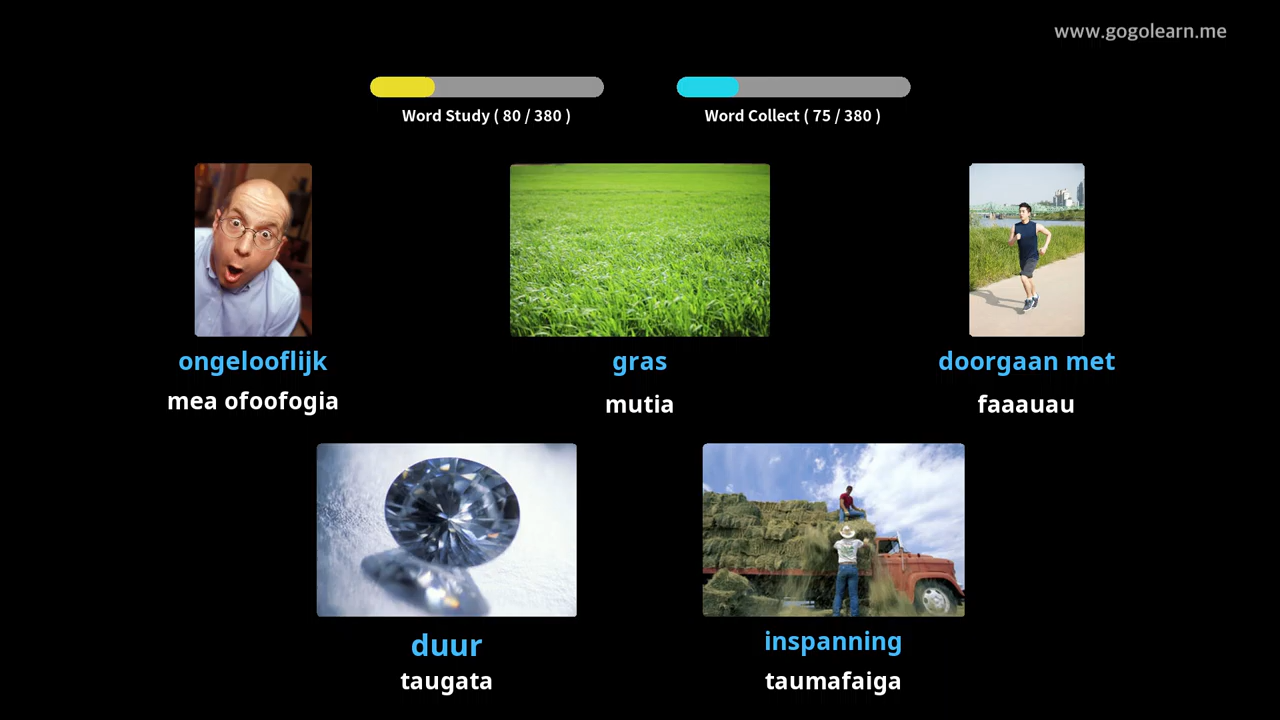 www.gogolearn.me
Word Study ( 80 / 380 )
Word Collect ( 75 / 380 )
ongelooflijk
mea ofoofogia
gras
mutia
doorgaan met
faaauau
duur
taugata
inspanning
taumafaiga